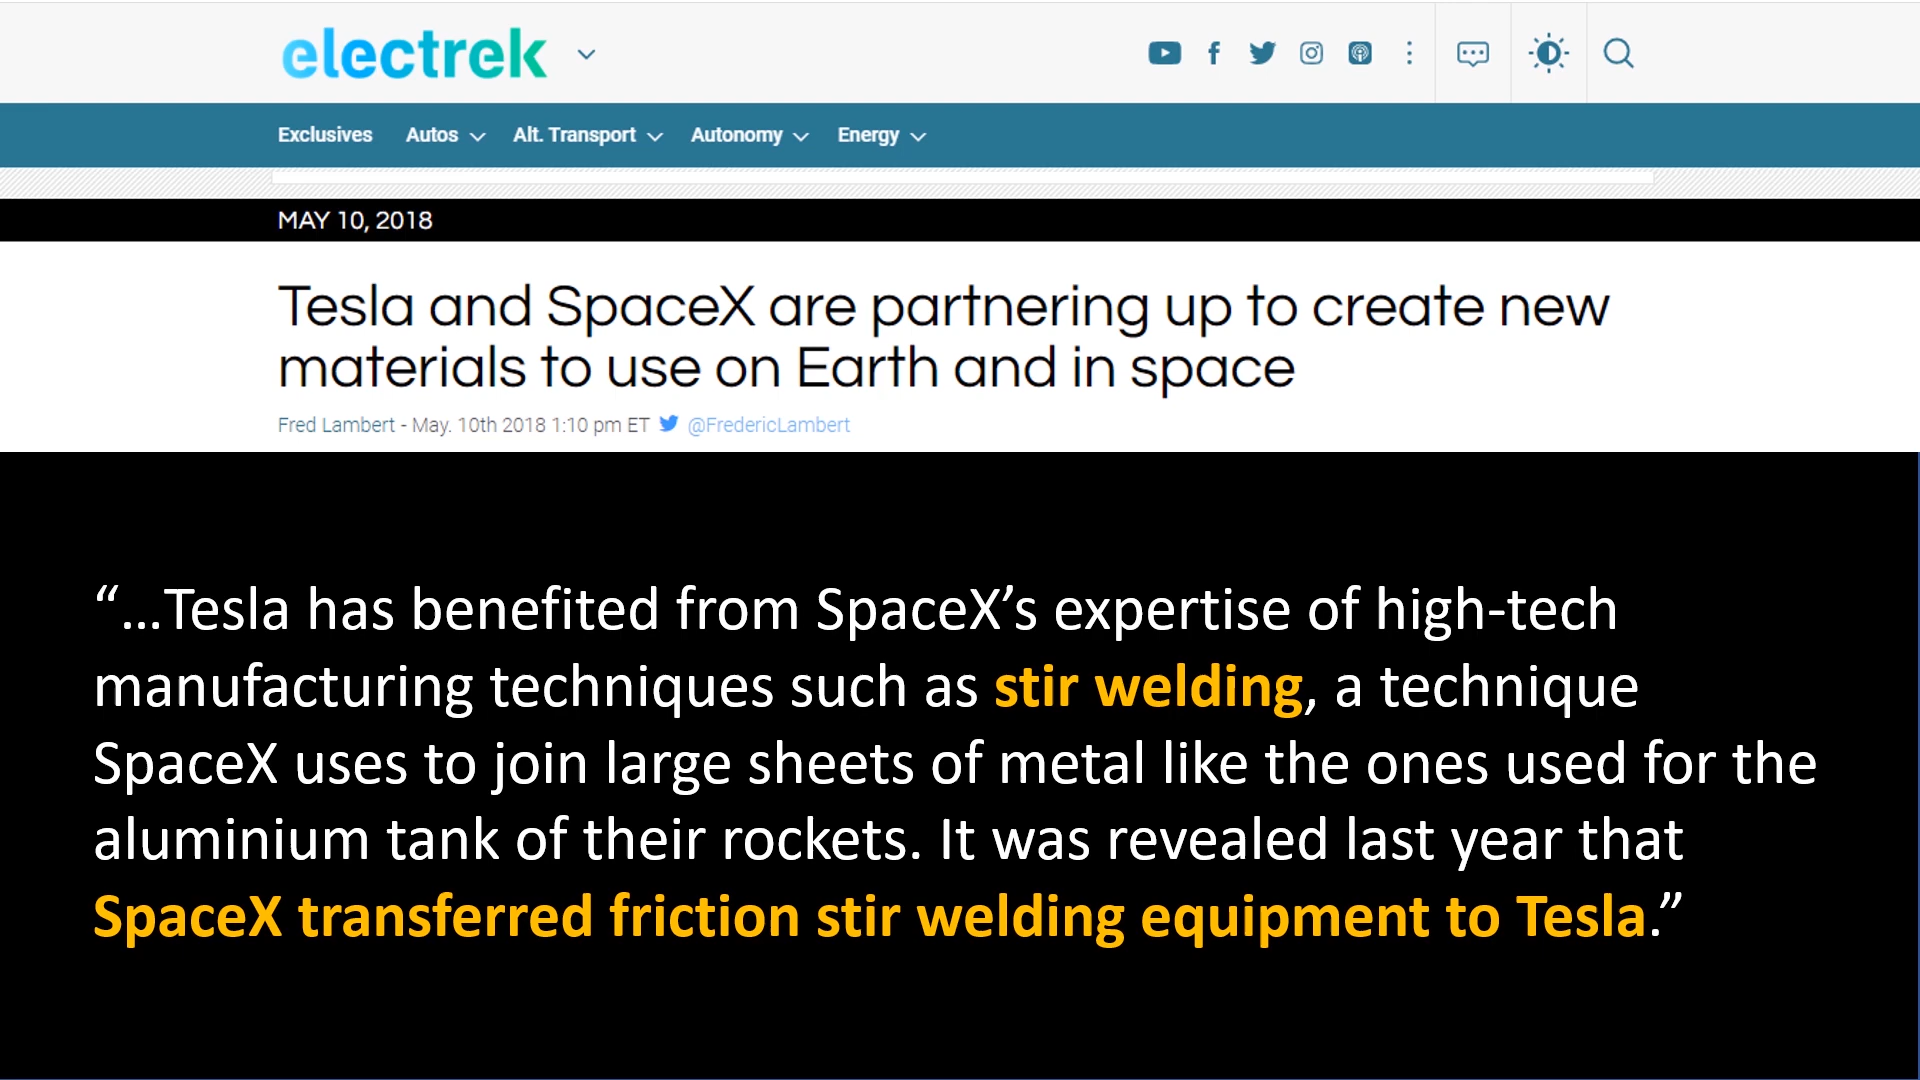 electrek
Exclusives Autos Alt. Transport Autonomy Energy
MAY 10, 2018
Tesla and SpaceX are partnering up to create new
materials to use on Earth and in space
Fred Lambert - May. 10th 2018 1:10 pm ET @FredericLambert
“…Tesla has benefited from SpaceX’s expertise of high-tech
manufacturing techniques such as stir welding, a technique
SpaceX uses to join large sheets of metal like the ones used for the
aluminium tank of their rockets. It was revealed last year that
SpaceX transferred friction stir welding equipment to Tesla.”